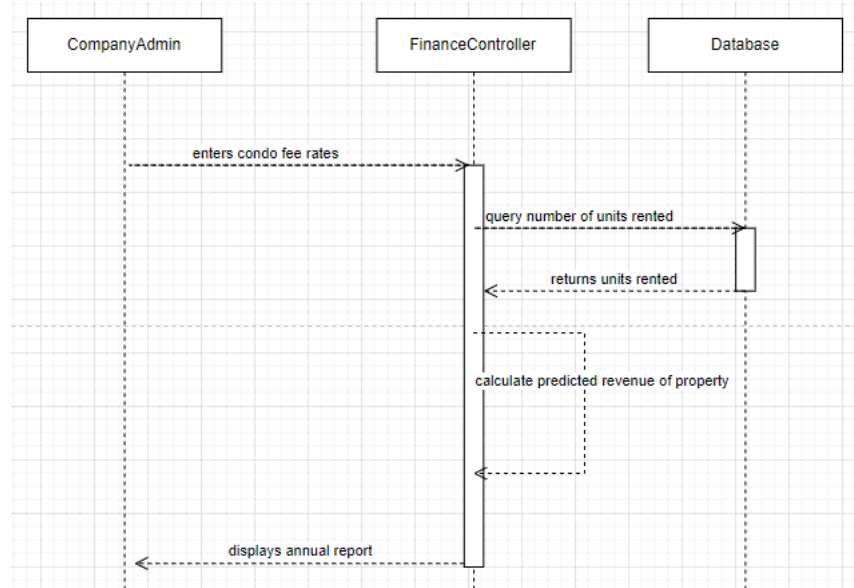 CompanyAdmin
FinanceController
Database
enters condo fee rates
query number of units rented
returns units rented
calculate predicted revenue of property
displays annual report